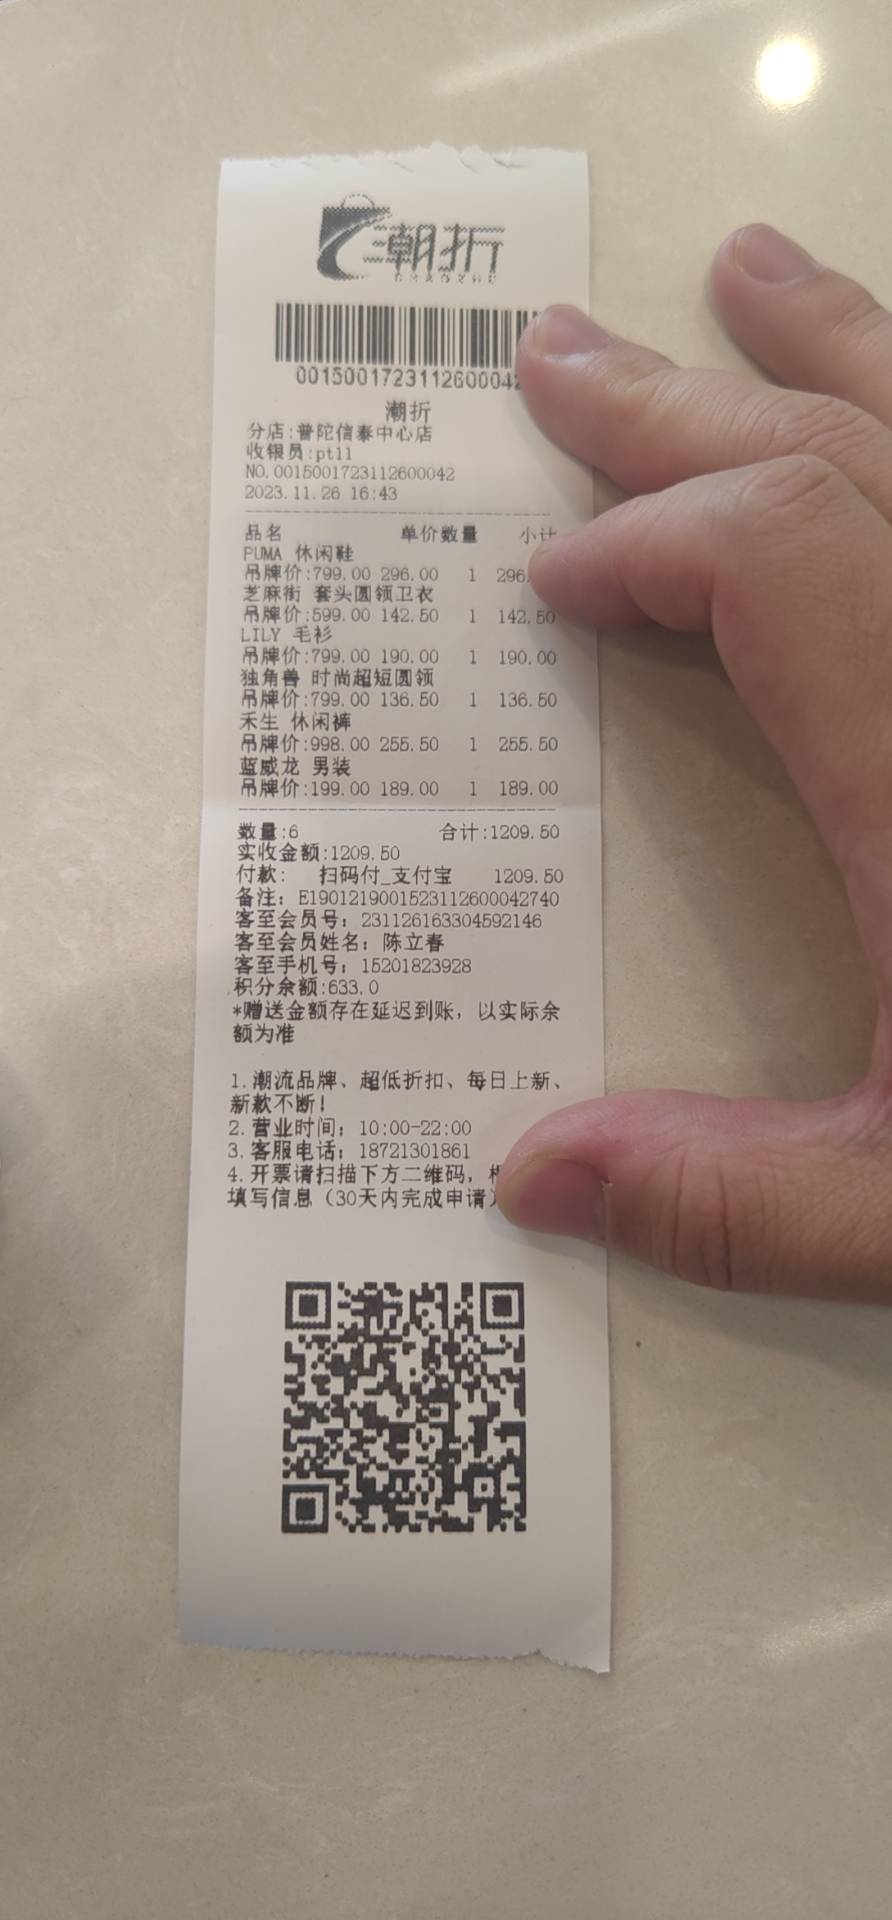 潮折
CHAOZHE
0015001723112600042
潮折
分店:普陀信泰中心店
收银员:pt11
NO.0015001723112600042
2023.11.26 16:43
品名 单价数量 小计
PUMA 休闲鞋
吊牌价:799.00 296.00 1 296
芝麻街 套头圆领卫衣
吊牌价:599.00 142.50 1 142.50
LILY 毛衫
吊牌价:799.00 190.00 1 190.00
独角兽 时尚超短圆领
吊牌价:799.00 136.50 1 136.50
禾生 休闲裤
吊牌价:998.00 255.50 1 255.50
蓝威龙 男装
吊牌价:199.00 189.00 1 189.00
数量:6 合计:1209.50
实收金额:1209.50
付款: 扫码付_支付宝 1209.50
备注: E1901219001523112600042740
客至会员号: 231126163304592146
客至会员姓名: 陈立春
客至手机号: 15201823928
积分余额:633.0
*赠送金额存在延迟到账，以实际余
额为准
1.潮流品牌、超低折扣、每日上新、
新款不断！
2.营业时间: 10:00-22:00
3.客服电话: 18721301861
4.开票请扫描下方二维码，
填写信息（30天内完成申请）